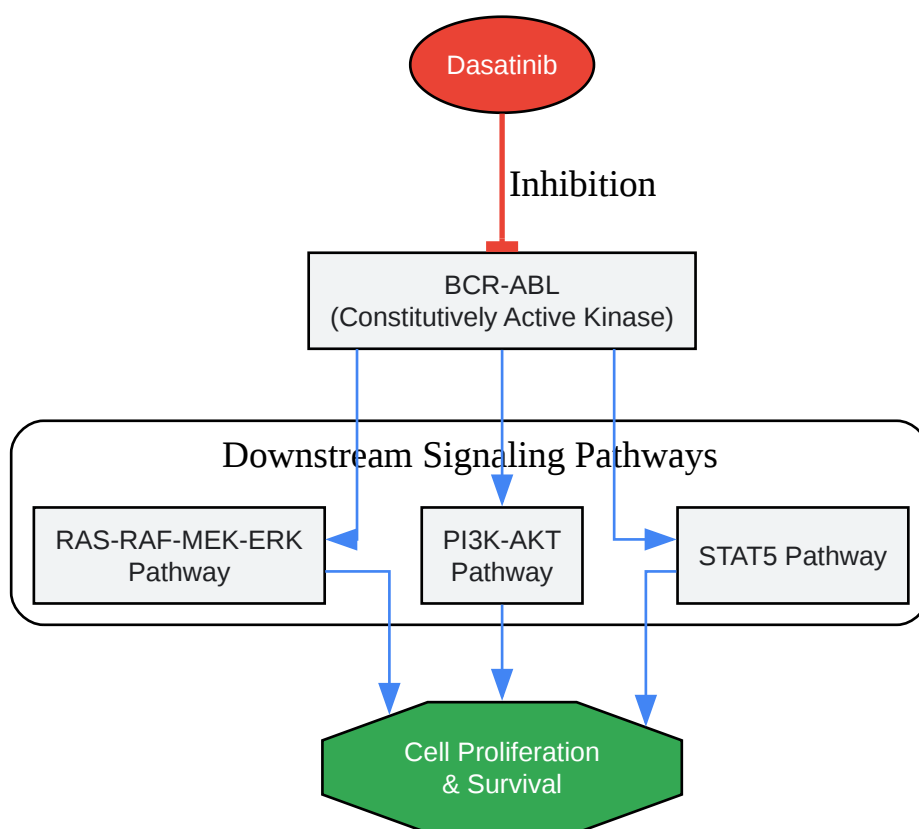 Dasatinib
Inhibition
BCR-ABL
(Constitutively Active Kinase)
Downstream Signaling Pathways
RAS-RAF-MEK-ERK
Pathway
PI3K-AKT
Pathway
STAT5 Pathway
Cell Proliferation
& Survival